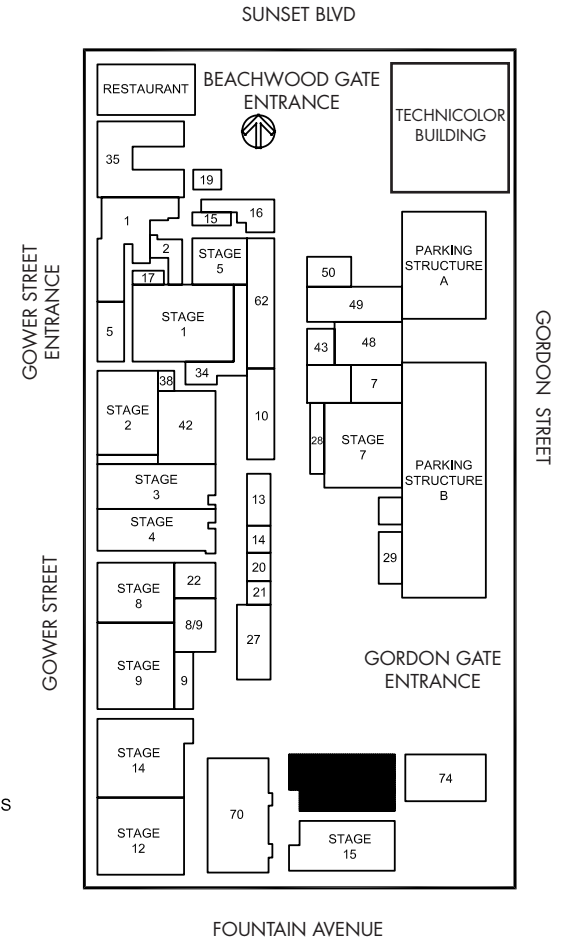 SUNSET BLVD
RESTAURANT
BEACHWOOD GATE
ENTRANCE
TECHNICOLOR
BUILDING
35
19
16
15
1
2
STAGE
5
17
GOWER STREET
ENTRANCE
PARKING
STRUCTURE
A
50
62
49
STAGE
1
5
GORDON STREET
43
48
34
38
7
STAGE
2
42
10
28
STAGE
7
PARKING
STRUCTURE
B
STAGE
3
13
STAGE
4
14
29
20
GOWER STREET
STAGE
8
22
21
8/9
27
STAGE
9
9
GORDON GATE
ENTRANCE
STAGE
14
74
S
70
STAGE
12
STAGE
15
FOUNTAIN AVENUE